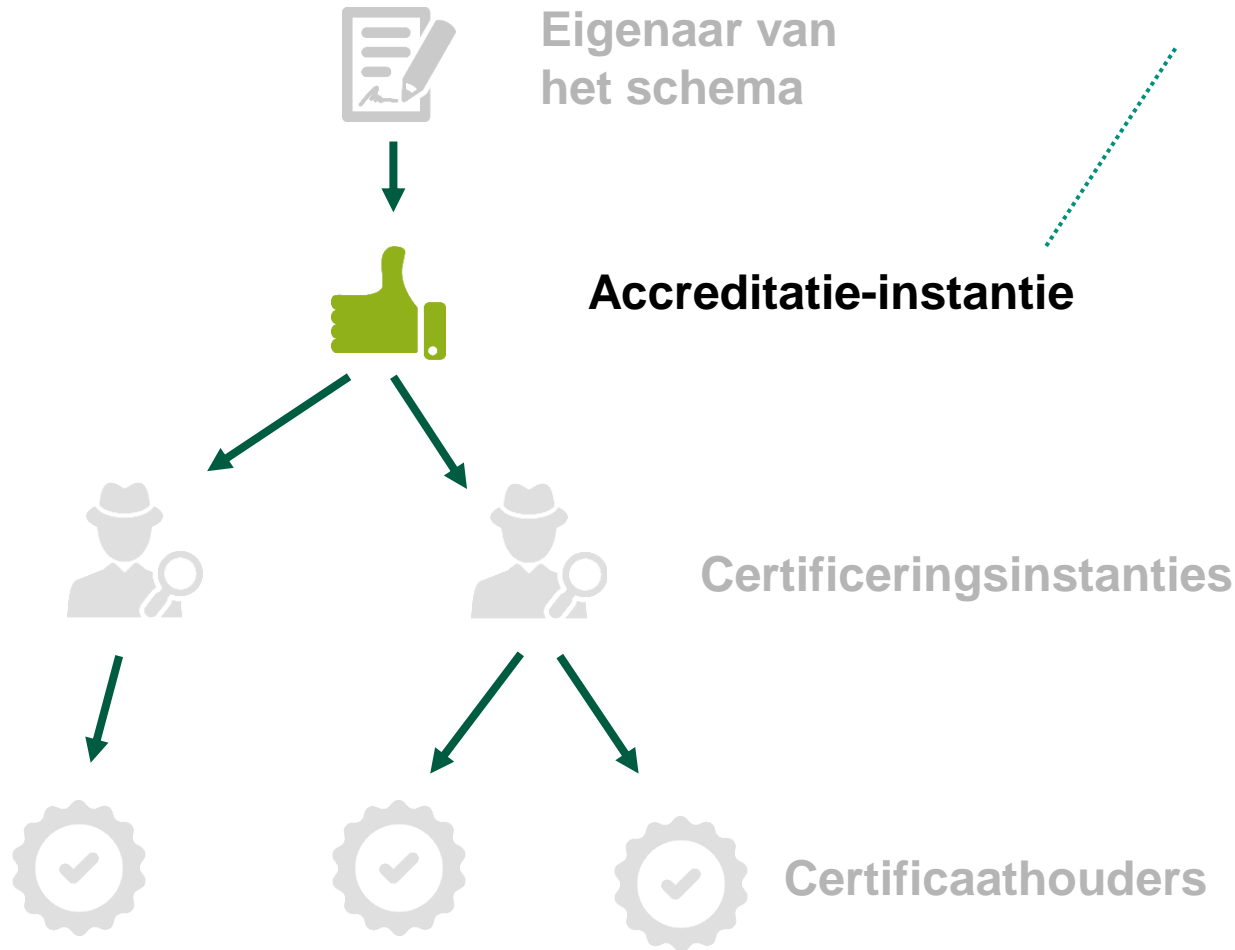 Eigenaar van
het schema
Accreditatie-instantie
Certificeringsinstanties
Certificaathouders